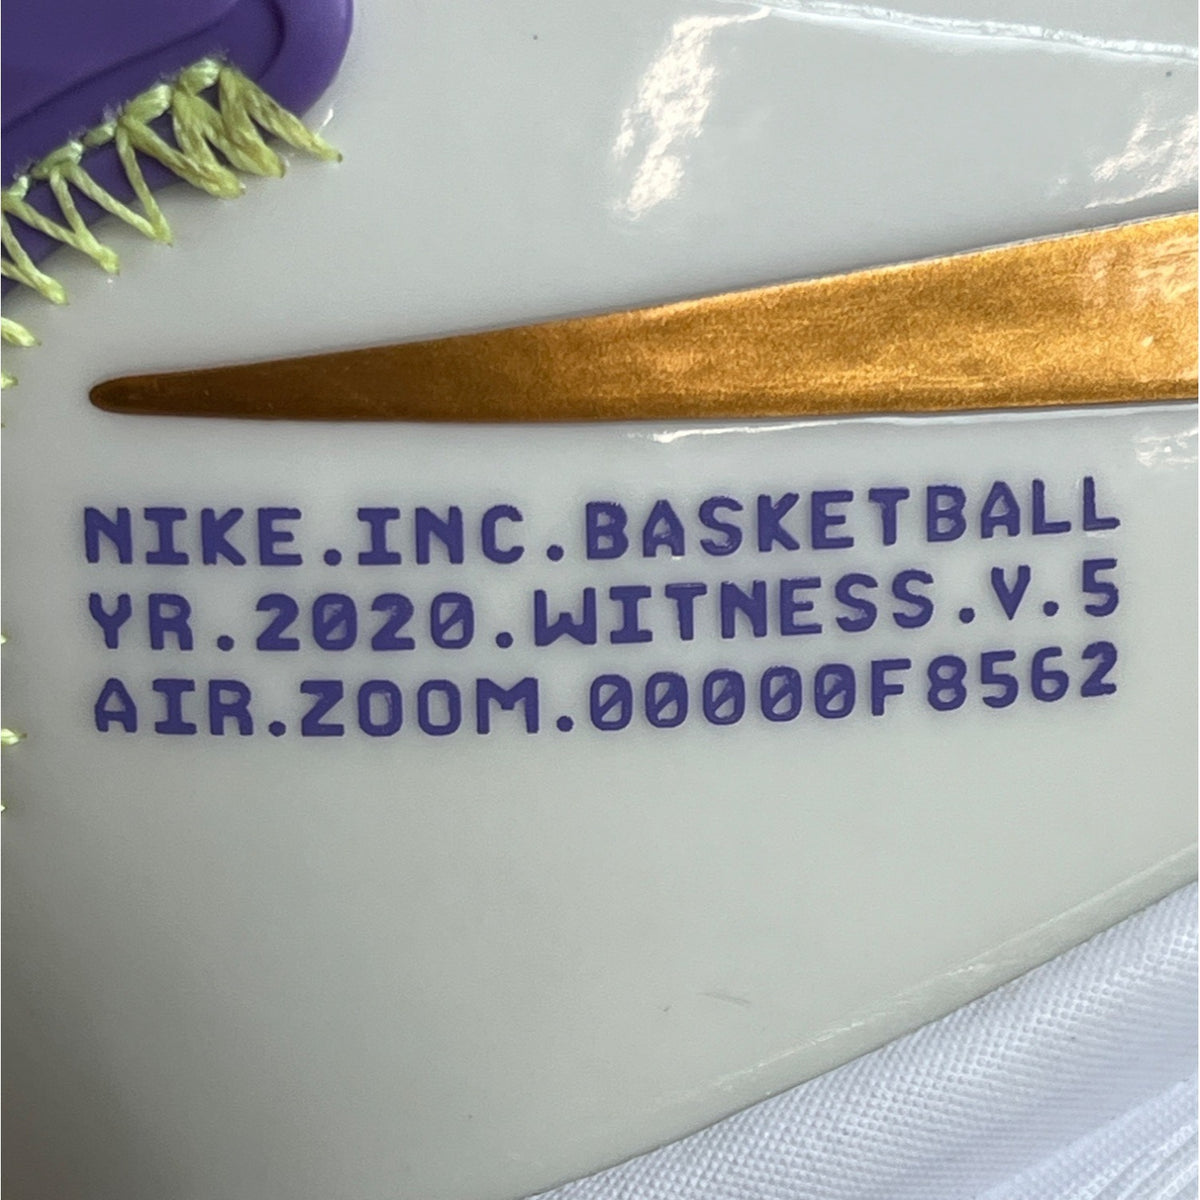 NIKE.INC.BASKETBALL
YR.2020.WITNESS.V.5
AIR.ZOOM.00000F8562